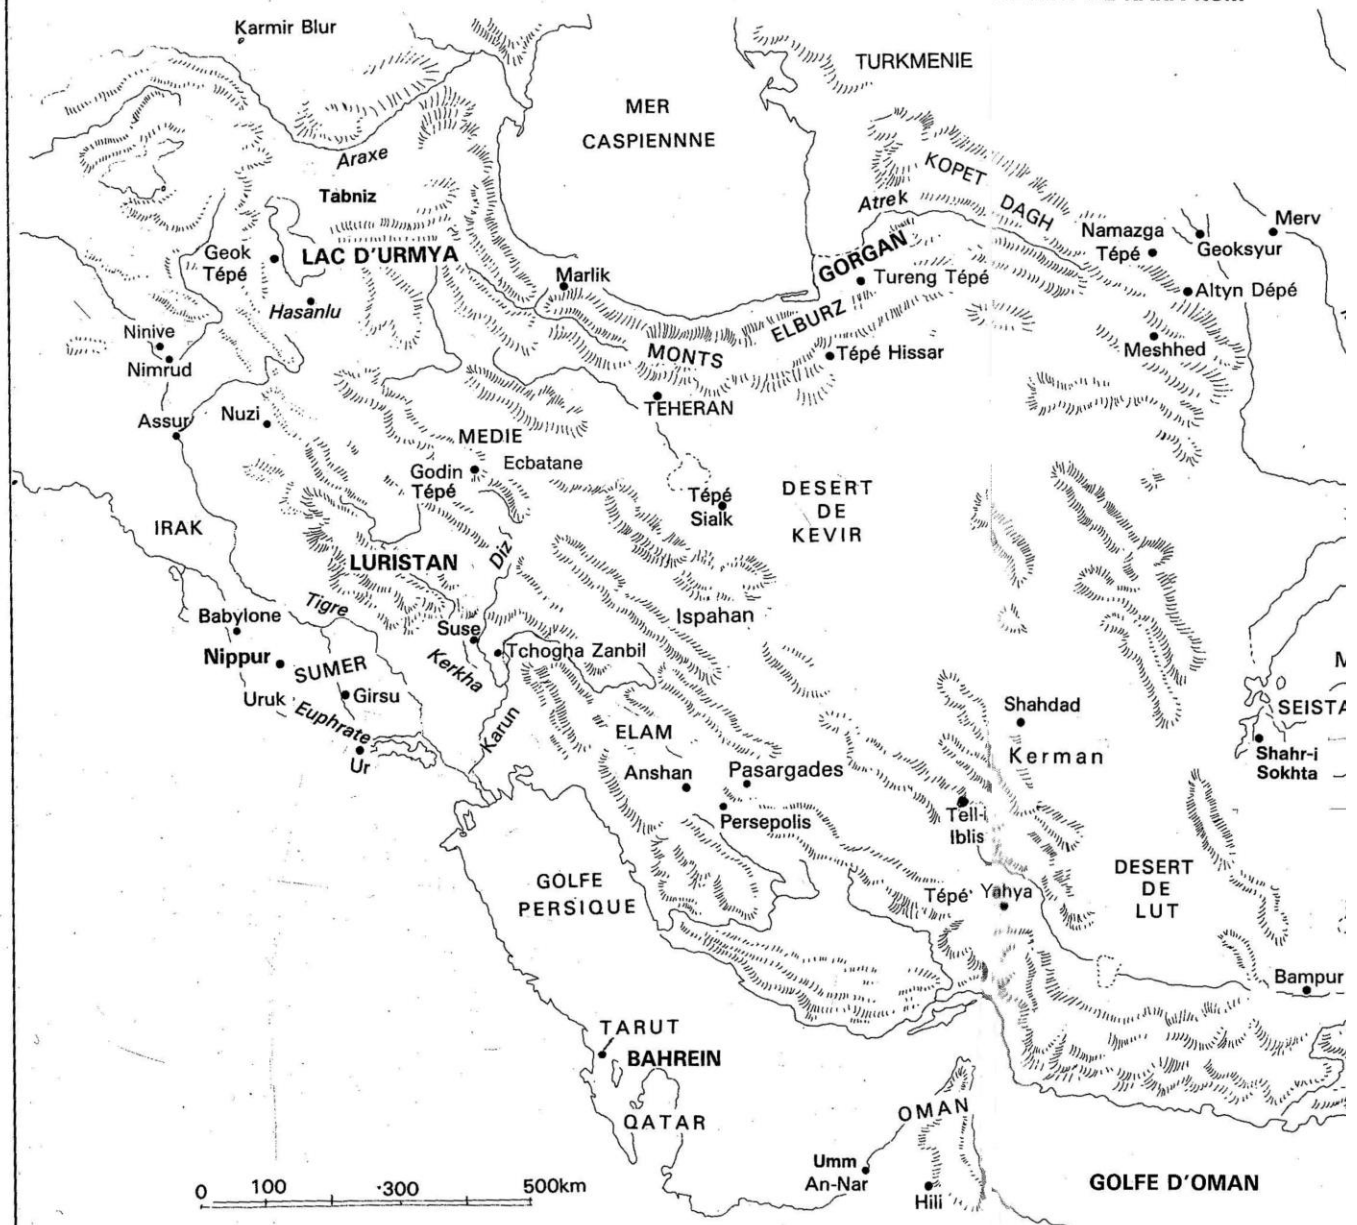 Karmir Blur
TURKMENIE
MER
CASPIENNNE
Araxe
Tabniz
KOPET
DAGH
Atrek
Namazga
Tépé
Merv
Geoksyur
Geok
Tépé
LAC D'URMYA
Marlik
GORGAN
Tureng Tépé
Altyn Dépé
Hasanlu
Ninive
Nimrud
MONTS
ELBURZ
Tépé Hissar
Meshhed
Assur
Nuzi
TEHERAN
MEDIE
Godin
Tépé
Ecbatane
Tépé
Sialk
DESERT
DE
KEVIR
IRAK
LURISTAN
Diz
Babylone
Tigre
Ispahan
Suse
Tchogha Zanbil
Nippur
SUMER
Kerkha
Uruk
Girsu
Euphrate
Ur
Karun
ELAM
Shahdad
Kerman
M
SEISTA
Shahr-i
Sokhta
Anshan
Pasargades
Persepolis
Tell-i
Iblis
GOLFE
PERSIQUE
Tépé Yahya
DESERT
DE
LUT
Bampur
TARUT
BAHREIN
QATAR
OMAN
Umm
An-Nar
Hili
GOLFE D'OMAN
0 100 300 500km